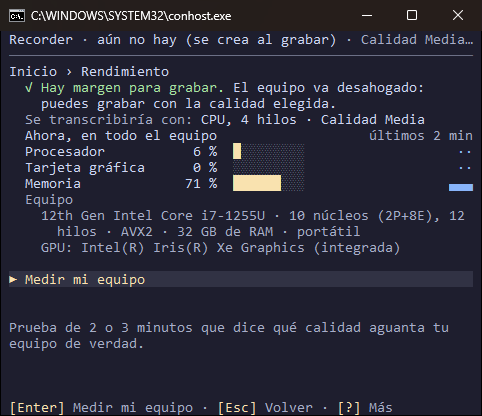 C:\WINDOWS\SYSTEM32\conhost.exe
Recorder · aún no hay (se crea al grabar) · Calidad Media…
Inicio › Rendimiento
√ Hay margen para grabar. El equipo va desahogado:
puedes grabar con la calidad elegida.
Se transcribiría con: CPU, 4 hilos · Calidad Media
Ahora, en todo el equipo últimos 2 min
Procesador 6 %
Tarjeta gráfica 0 %
Memoria 71 %
Equipo
12th Gen Intel Core i7-1255U · 10 núcleos (2P+8E), 12
hilos · AVX2 · 32 GB de RAM · portátil
GPU: Intel(R) Iris(R) Xe Graphics (integrada)
► Medir mi equipo
Prueba de 2 o 3 minutos que dice qué calidad aguanta tu
equipo de verdad.
[Enter] Medir mi equipo · [Esc] Volver · [?] Más